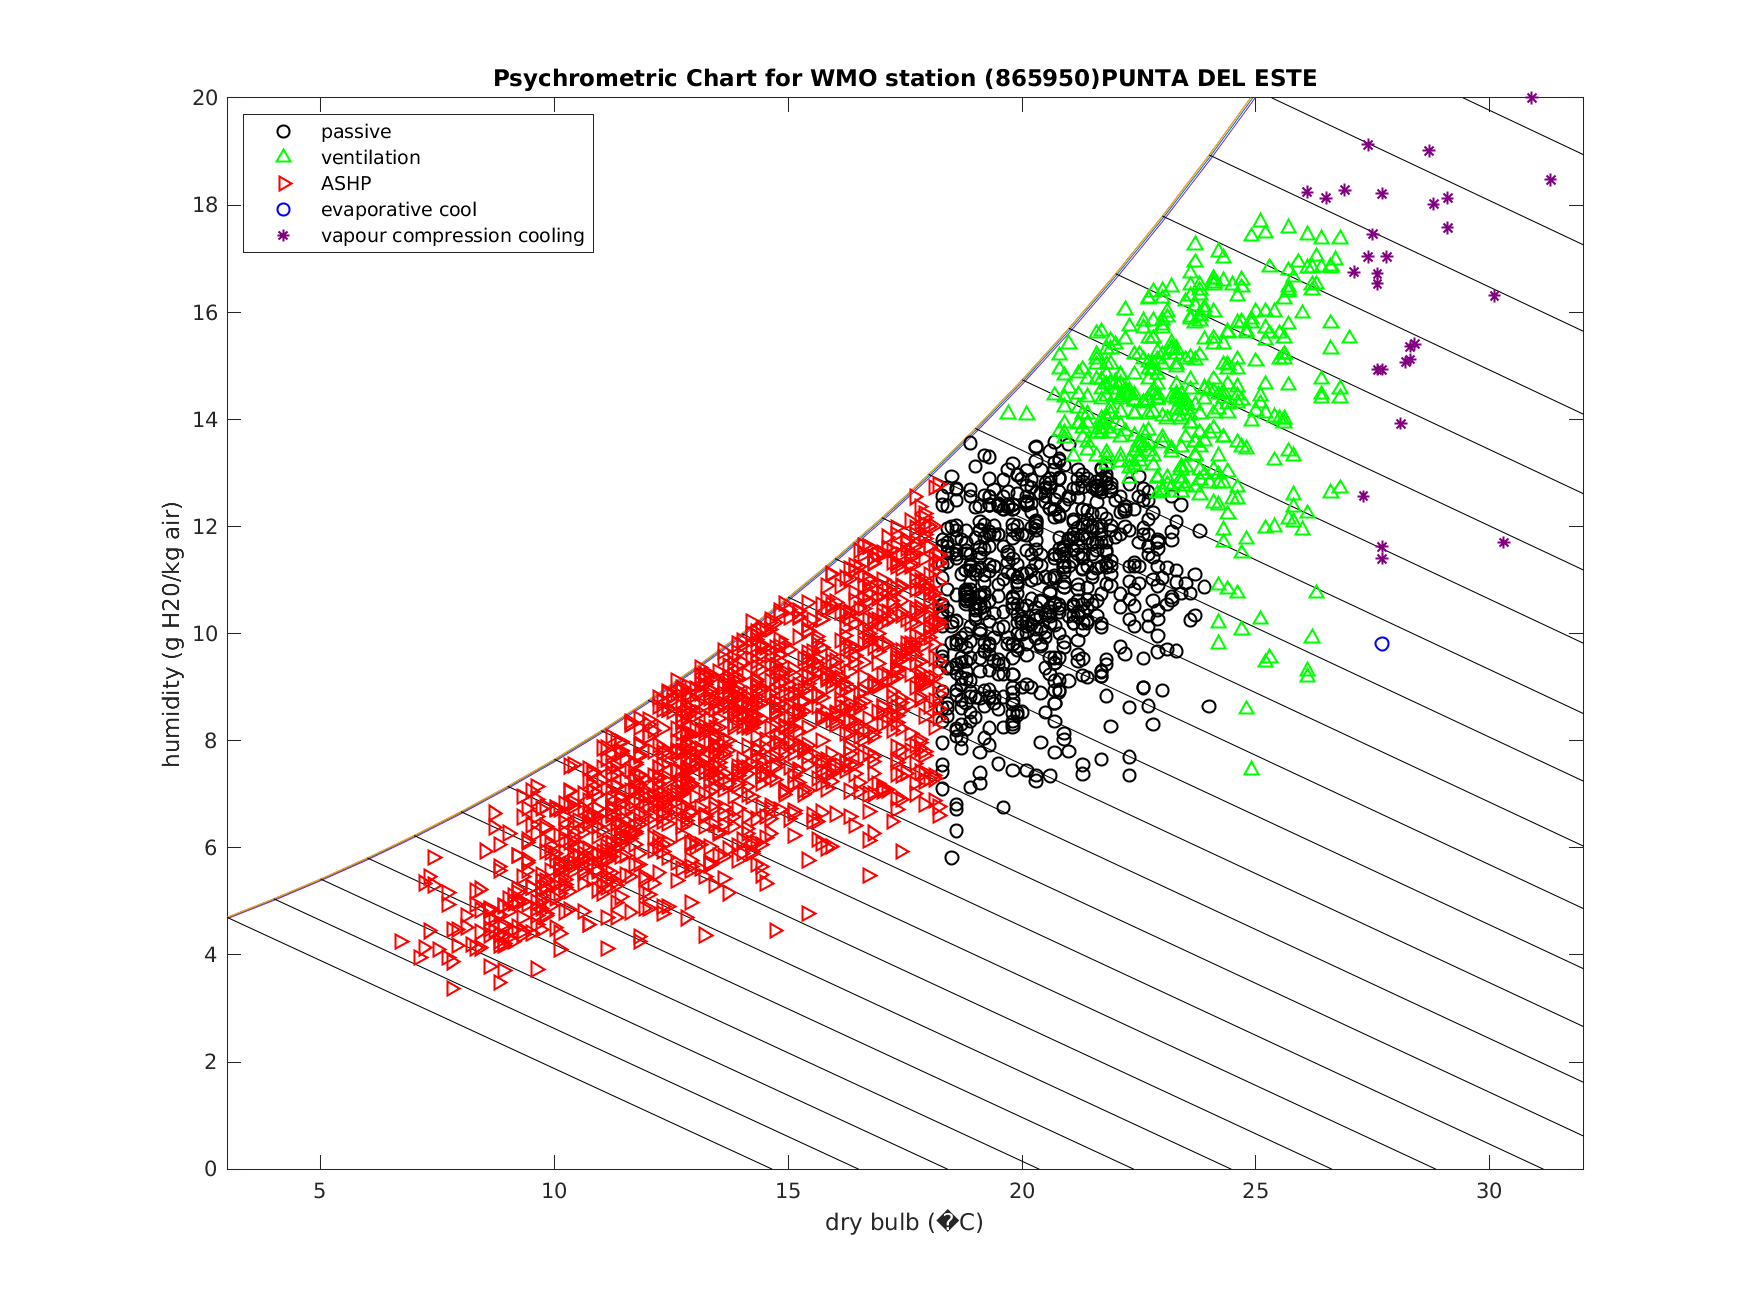 Psychrometric Chart for WMO station (865950)PUNTA DEL ESTE
passive
ventilation
ASHP
evaporative cool
vapour compression cooling
humidity (g H20/kg air)
20
18
16
14
12
10
8
6
4
2
0
5 10 15 20 25 30
dry bulb (�C)